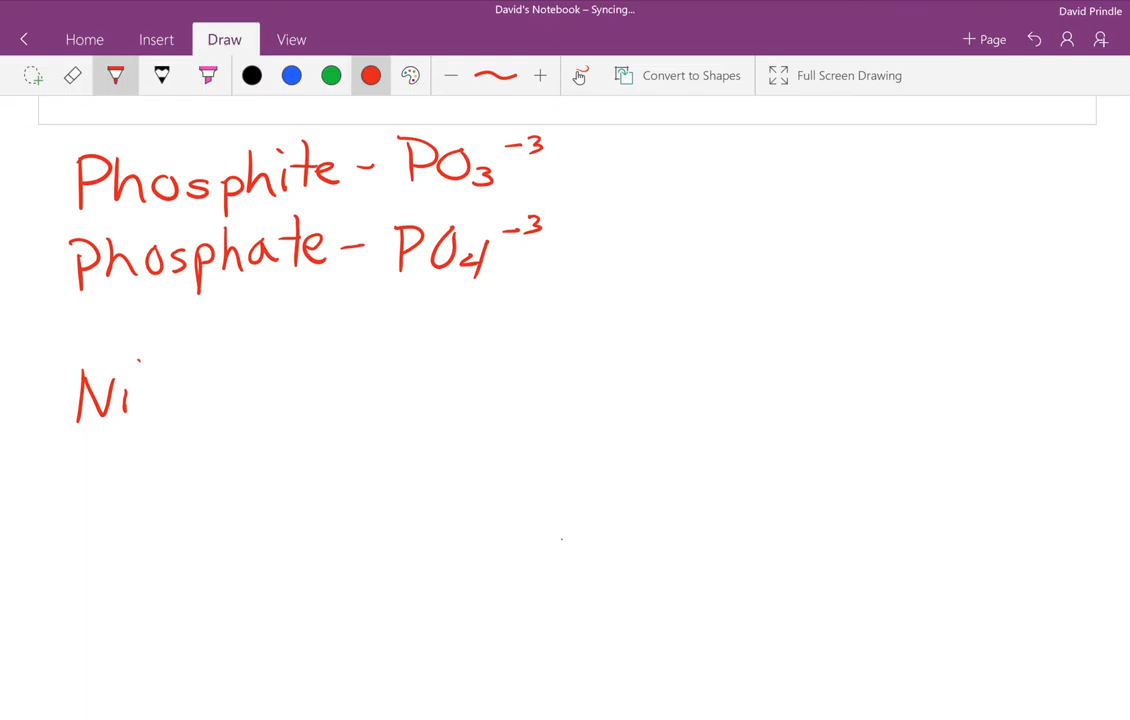 David's Notebook – Syncing...
David Prindle
Home Insert Draw View
Page
Convert to Shapes Full Screen Drawing
Phosphite - PO₃⁻³
Phosphate - PO₄⁻³
Ni